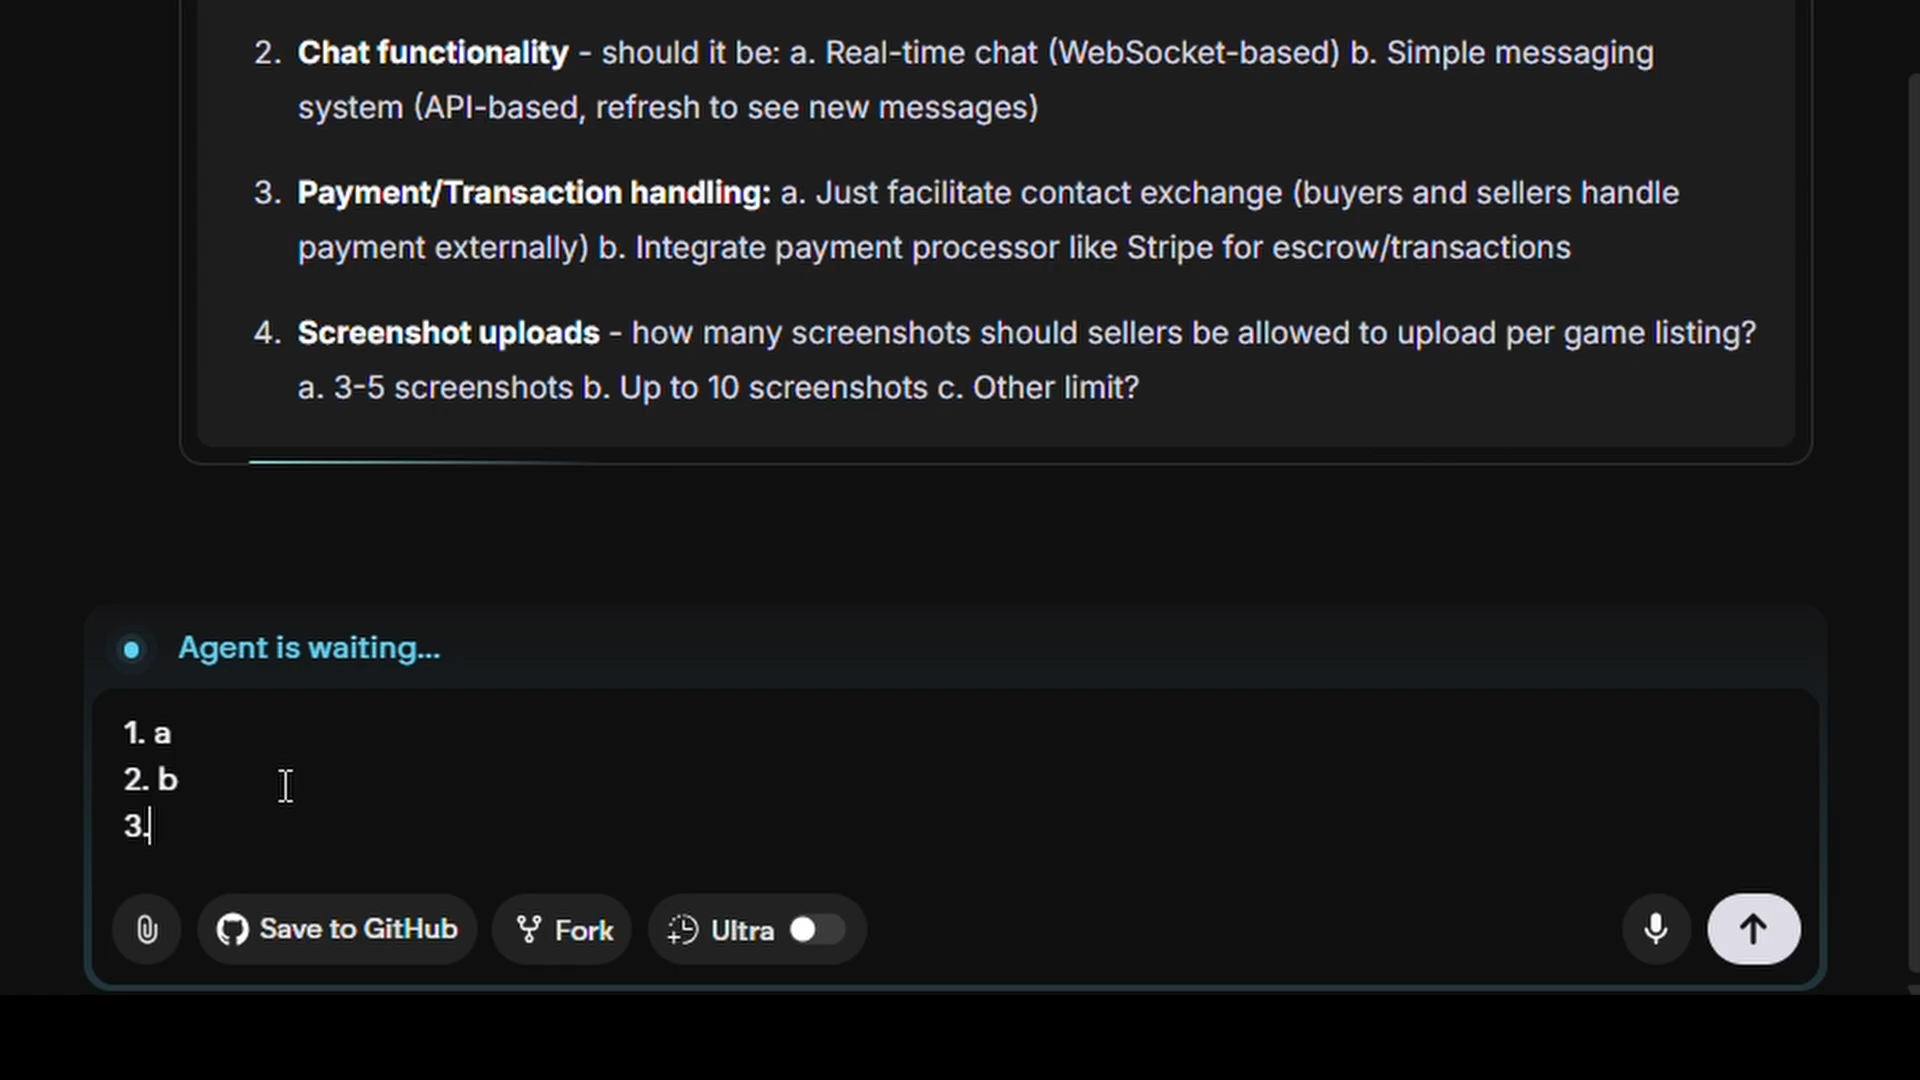 2. Chat functionality - should it be: a. Real-time chat (WebSocket-based) b. Simple messaging
system (API-based, refresh to see new messages)
3. Payment/Transaction handling: a. Just facilitate contact exchange (buyers and sellers handle
payment externally) b. Integrate payment processor like Stripe for escrow/transactions
4. Screenshot uploads - how many screenshots should sellers be allowed to upload per game listing?
a. 3-5 screenshots b. Up to 10 screenshots c. Other limit?
Agent is waiting...
1. a
2. b
3.
Save to GitHub Fork Ultra